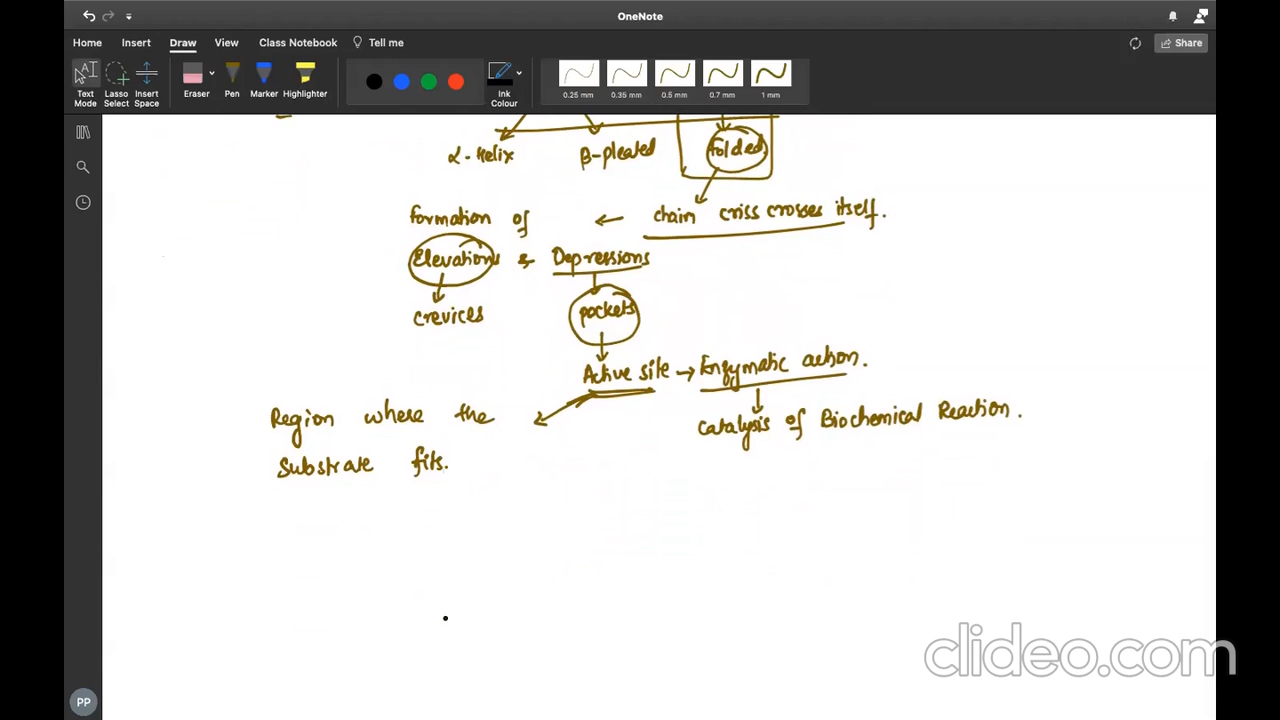 OneNote
Home Insert Draw View Class Notebook Tell me
Share
Text Mode
Lasso Select
Insert Space
Eraser
Pen
Marker
Highlighter
Ink Colour
0.25 mm
0.35 mm
0.5 mm
0.7 mm
1 mm
α-Helix β-pleated folded
formation of ← chain criss crosses itself.
Elevations & Depressions
crevices pockets
Active site → Enzymatic action.
Region where the catalysis of Biochemical Reaction.
Substrate fits.
clideo.com
PP